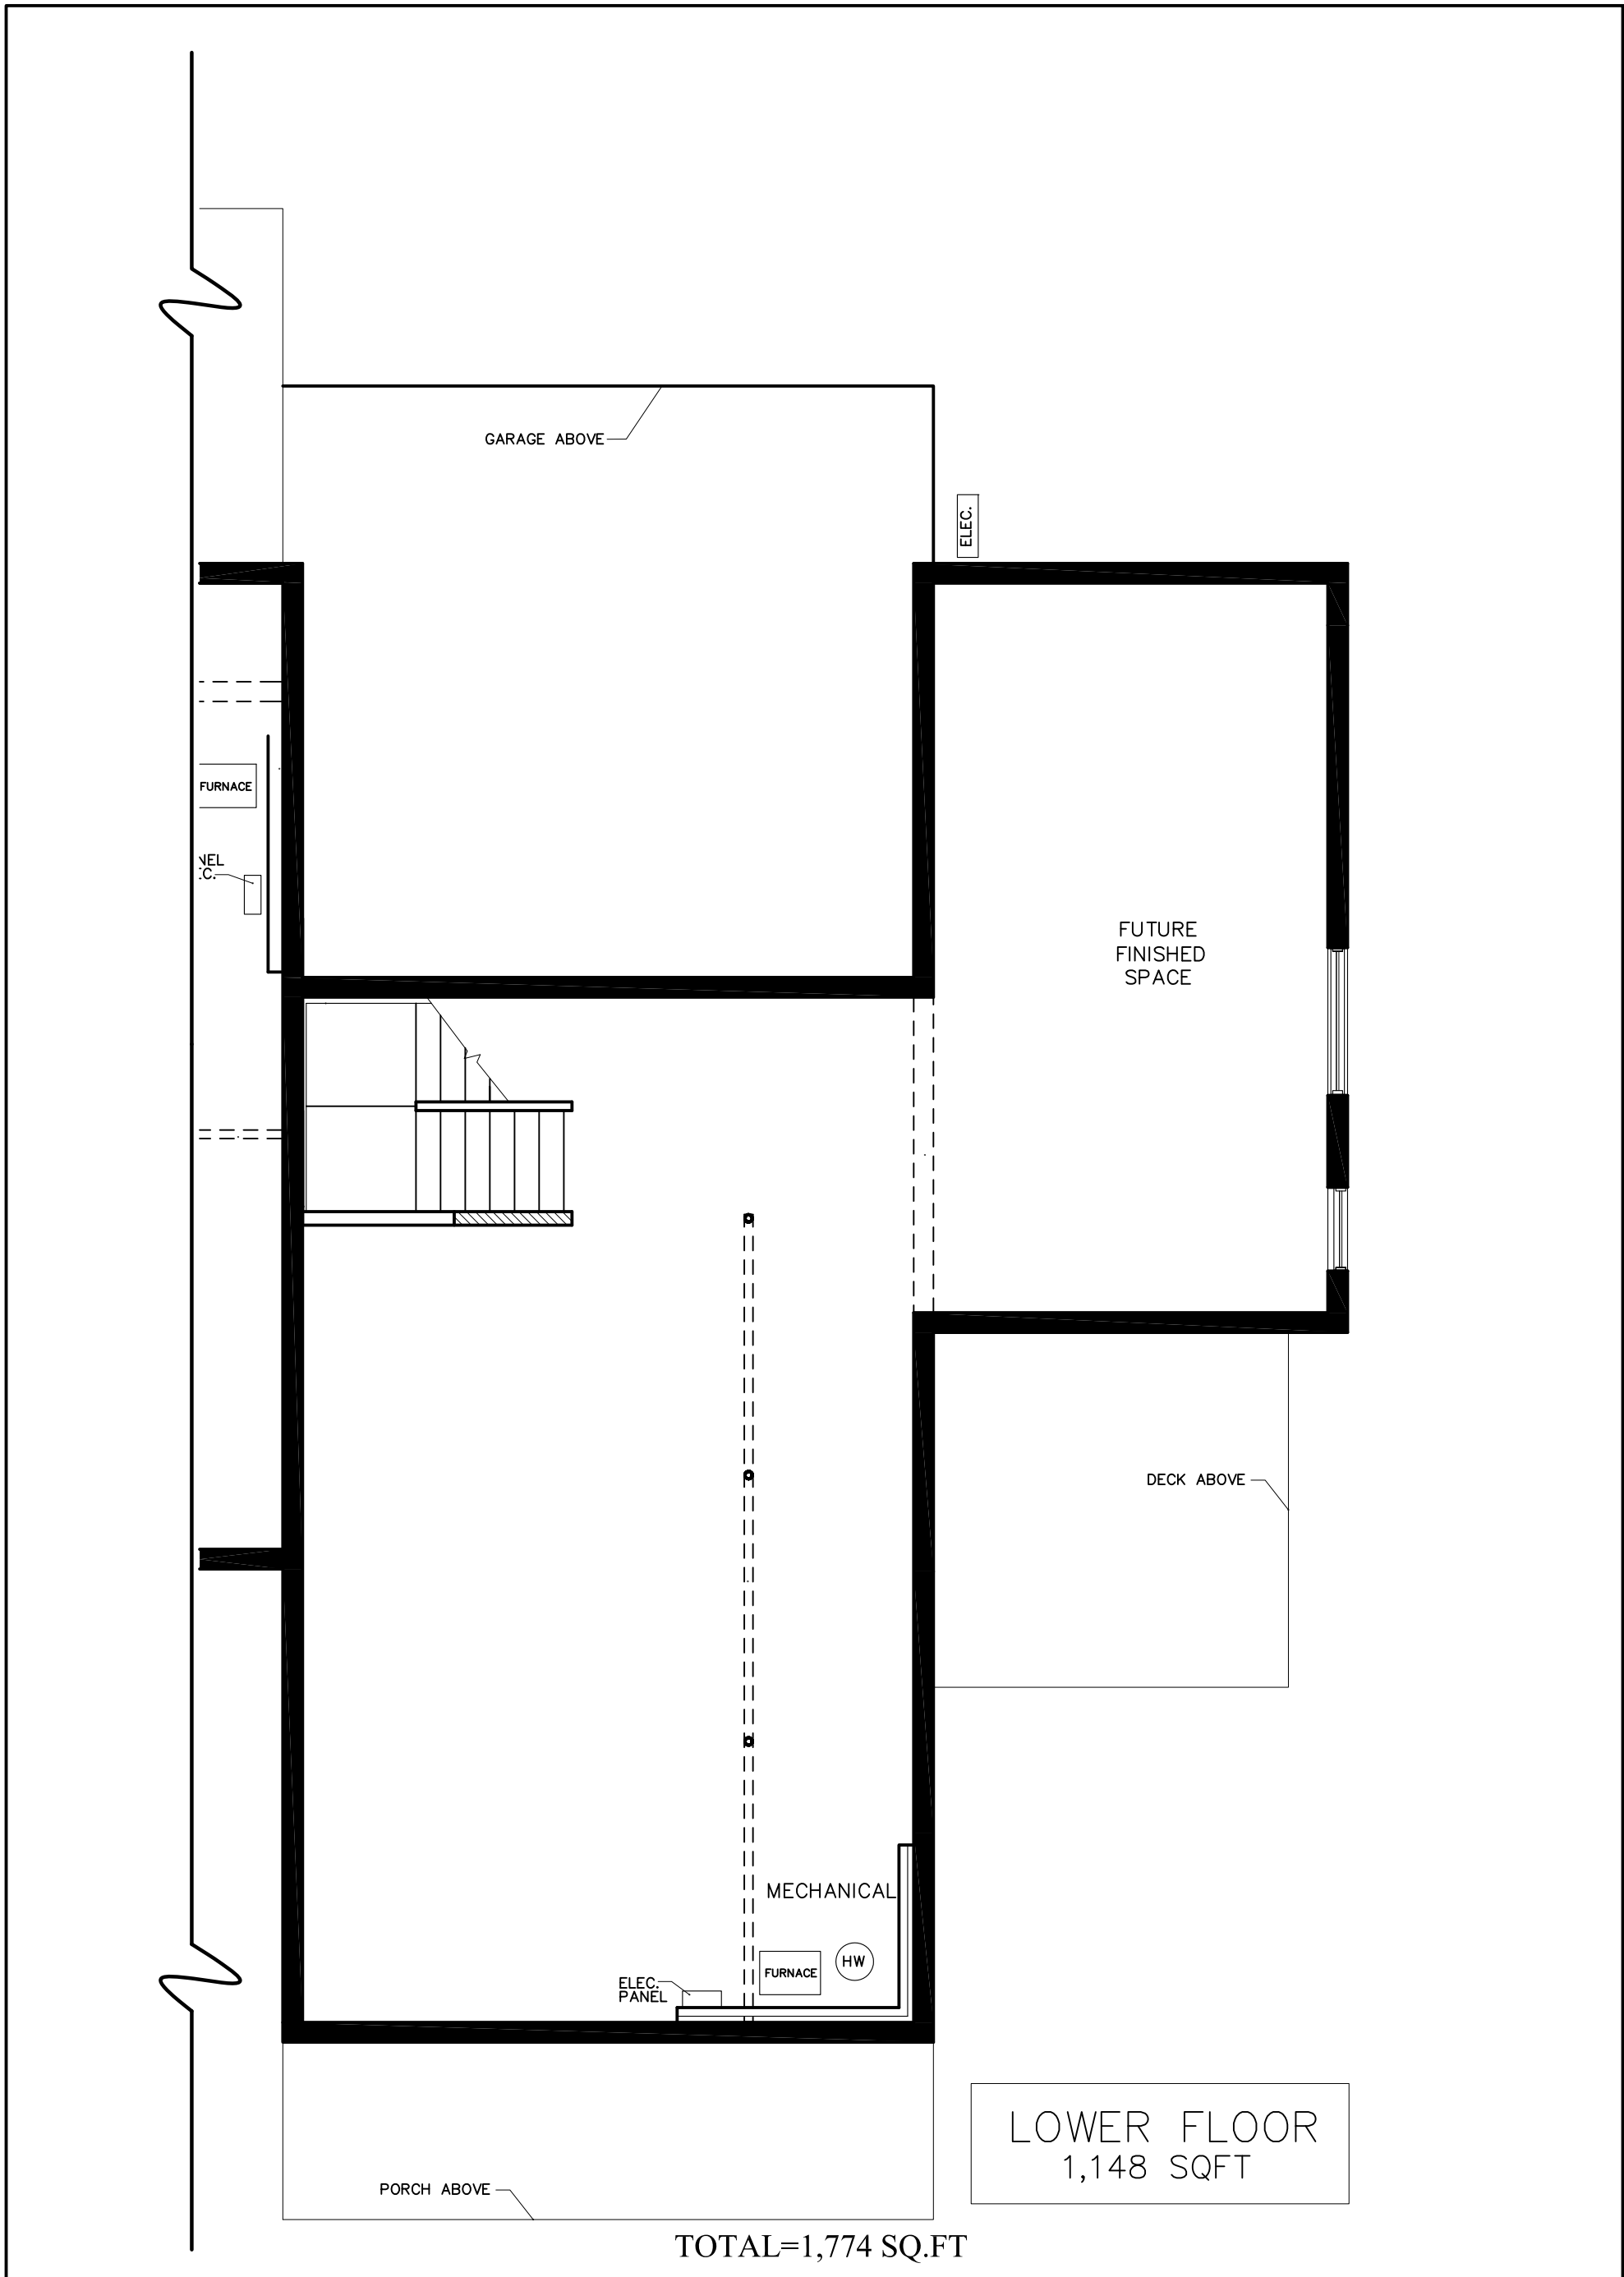 GARAGE ABOVE
ELEC.
FURNACE
NEL
C.
FUTURE
FINISHED
SPACE
DECK ABOVE
MECHANICAL
HW
FURNACE
ELEC.
PANEL
LOWER FLOOR
1,148 SQFT
PORCH ABOVE
TOTAL=1,774 SQ.FT